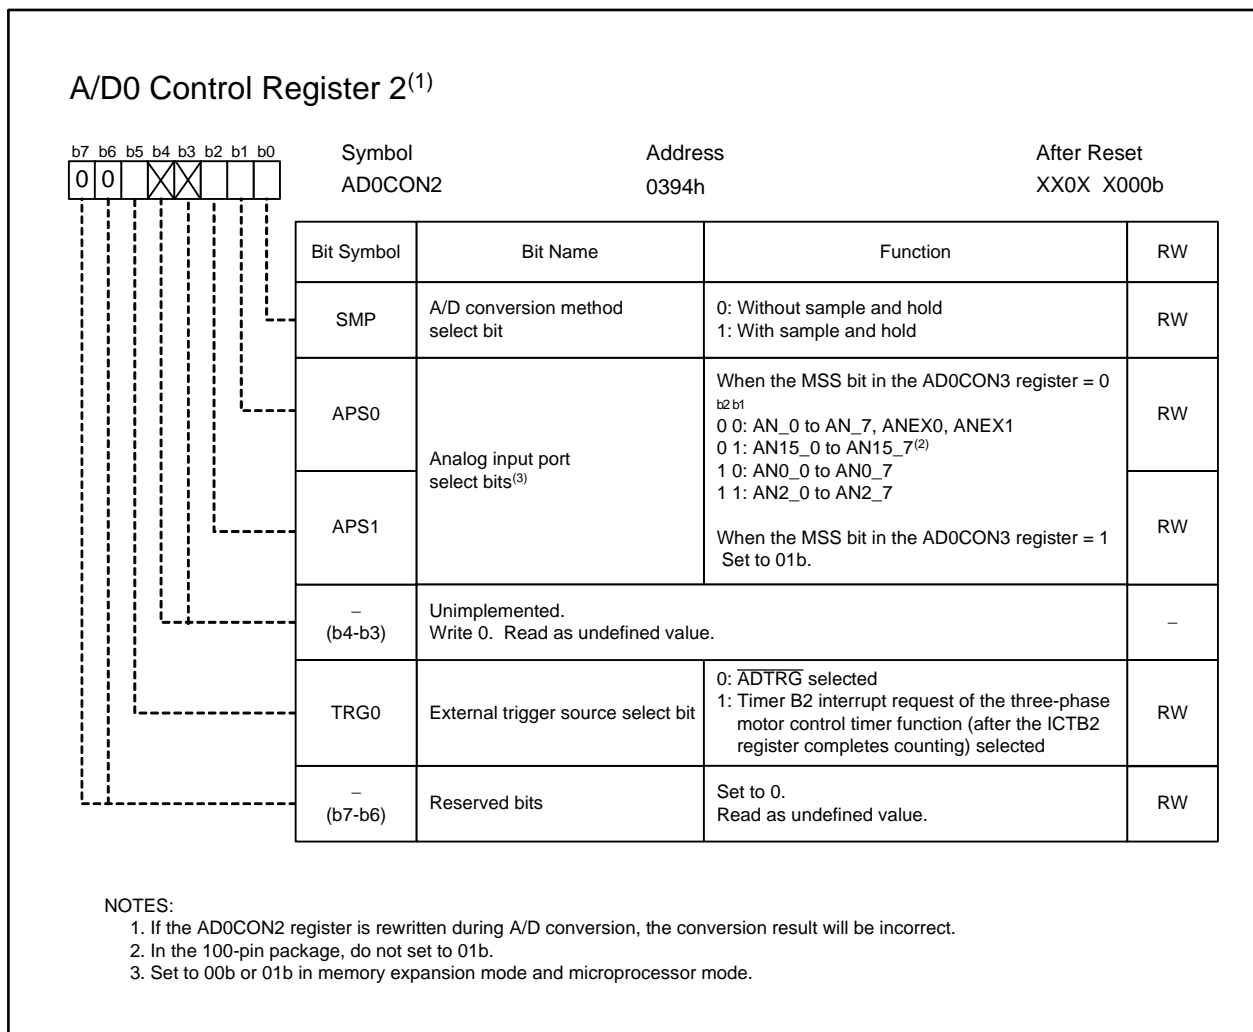 A/D0 Control Register 2(1)
b7 b6 b5 b4 b3 b2 b1 b0
0 0
Symbol Address After Reset
AD0CON2 0394h XX0X X000b
Bit Symbol Bit Name Function RW
SMP
A/D conversion method
select bit
0: Without sample and hold
1: With sample and hold
RW
APS0
APS1
Analog input port
select bits(3)
When the MSS bit in the AD0CON3 register = 0
b2 b1
0 0: AN_0 to AN_7, ANEX0, ANEX1
0 1: AN15_0 to AN15_7(2)
1 0: AN0_0 to AN0_7
1 1: AN2_0 to AN2_7
When the MSS bit in the AD0CON3 register = 1
Set to 01b.
RW
RW
–
(b4-b3)
Unimplemented.
Write 0. Read as undefined value.
–
TRG0
External trigger source select bit
0: ADTRG selected
1: Timer B2 interrupt request of the three-phase
motor control timer function (after the ICTB2
register completes counting) selected
RW
–
(b7-b6)
Reserved bits
Set to 0.
Read as undefined value.
RW
NOTES:
1. If the AD0CON2 register is rewritten during A/D conversion, the conversion result will be incorrect.
2. In the 100-pin package, do not set to 01b.
3. Set to 00b or 01b in memory expansion mode and microprocessor mode.